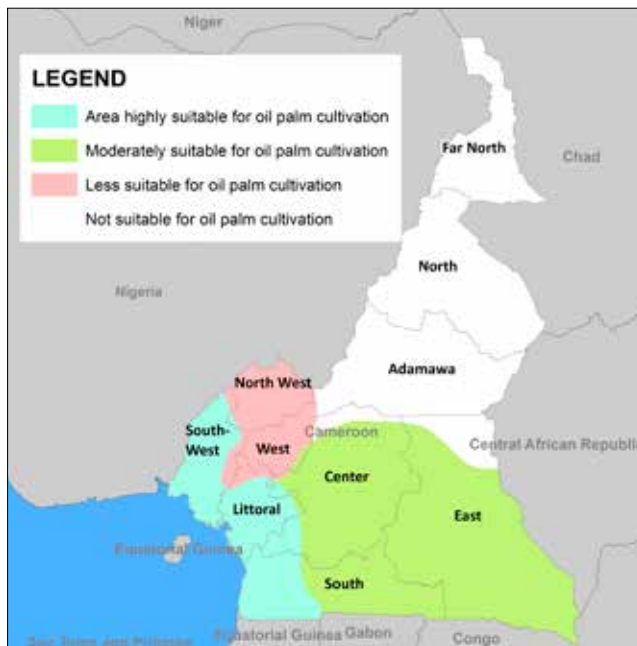 Niger
LEGEND
Area highly suitable for oil palm cultivation
Moderately suitable for oil palm cultivation
Less suitable for oil palm cultivation
Not suitable for oil palm cultivation
Far North
Chad
North
Nigeria
Adamawa
North West
South-
West
Cameroon
West
Central African Republic
Center
Littoral
East
Equatorial Guinea
South
Equatorial Guinea
Gabon
Congo